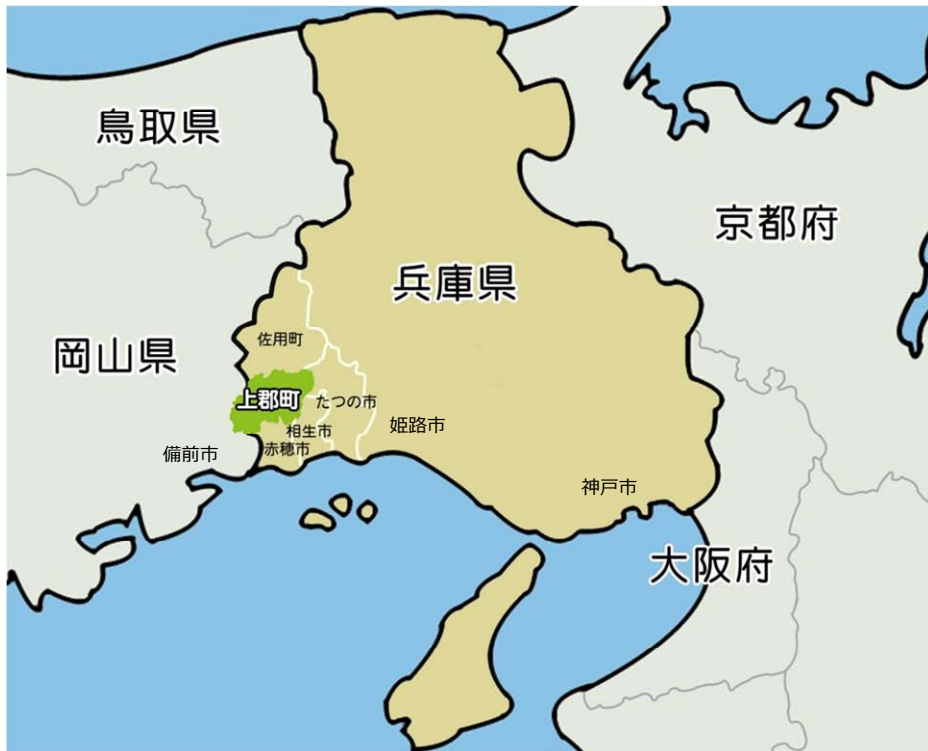 鳥取県
京都府
兵庫県
佐用町
岡山県
上郡町
たつの市
姫路市
相生市
赤穂市
備前市
神戸市
大阪府